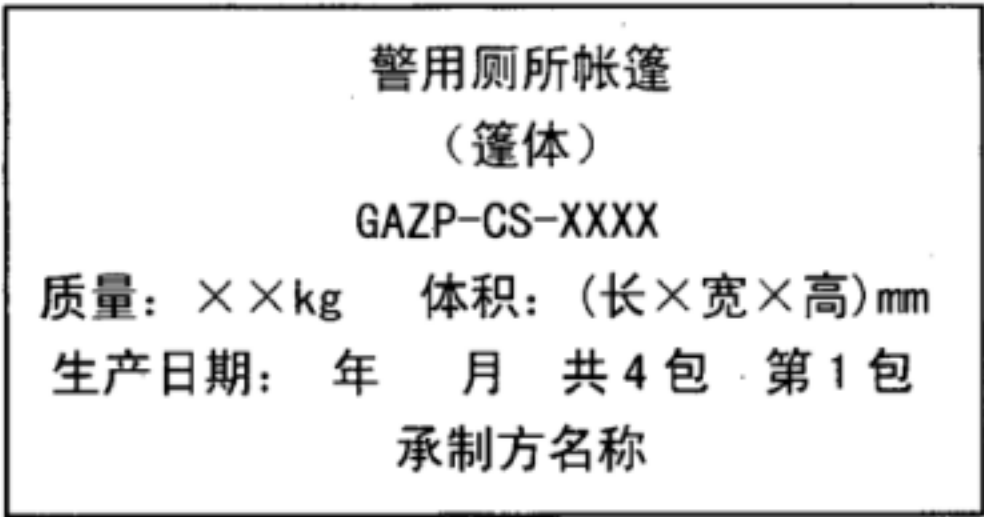 警用厕所帐篷
（篷体）
GAZP-CS-XXXX
质量：××kg 体积：(长×宽×高)mm
生产日期： 年 月 共4包 第1包
承制方名称